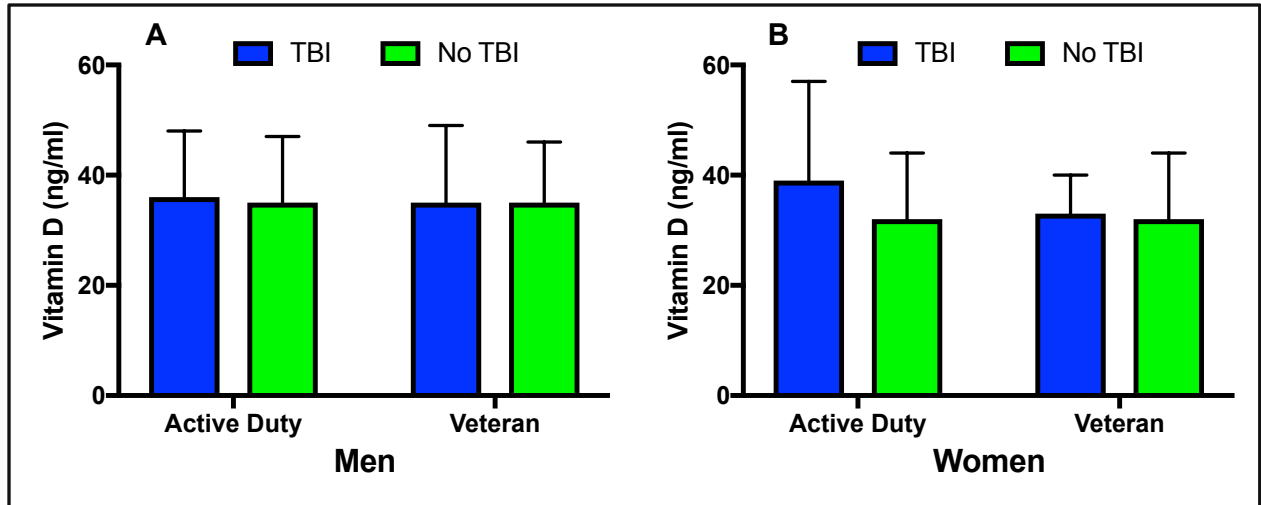 A
TBI No TBI
60
40
20
0
Vitamin D (ng/ml)
Active Duty Veteran
Men
B
TBI No TBI
60
40
20
0
Vitamin D (ng/ml)
Active Duty Veteran
Women